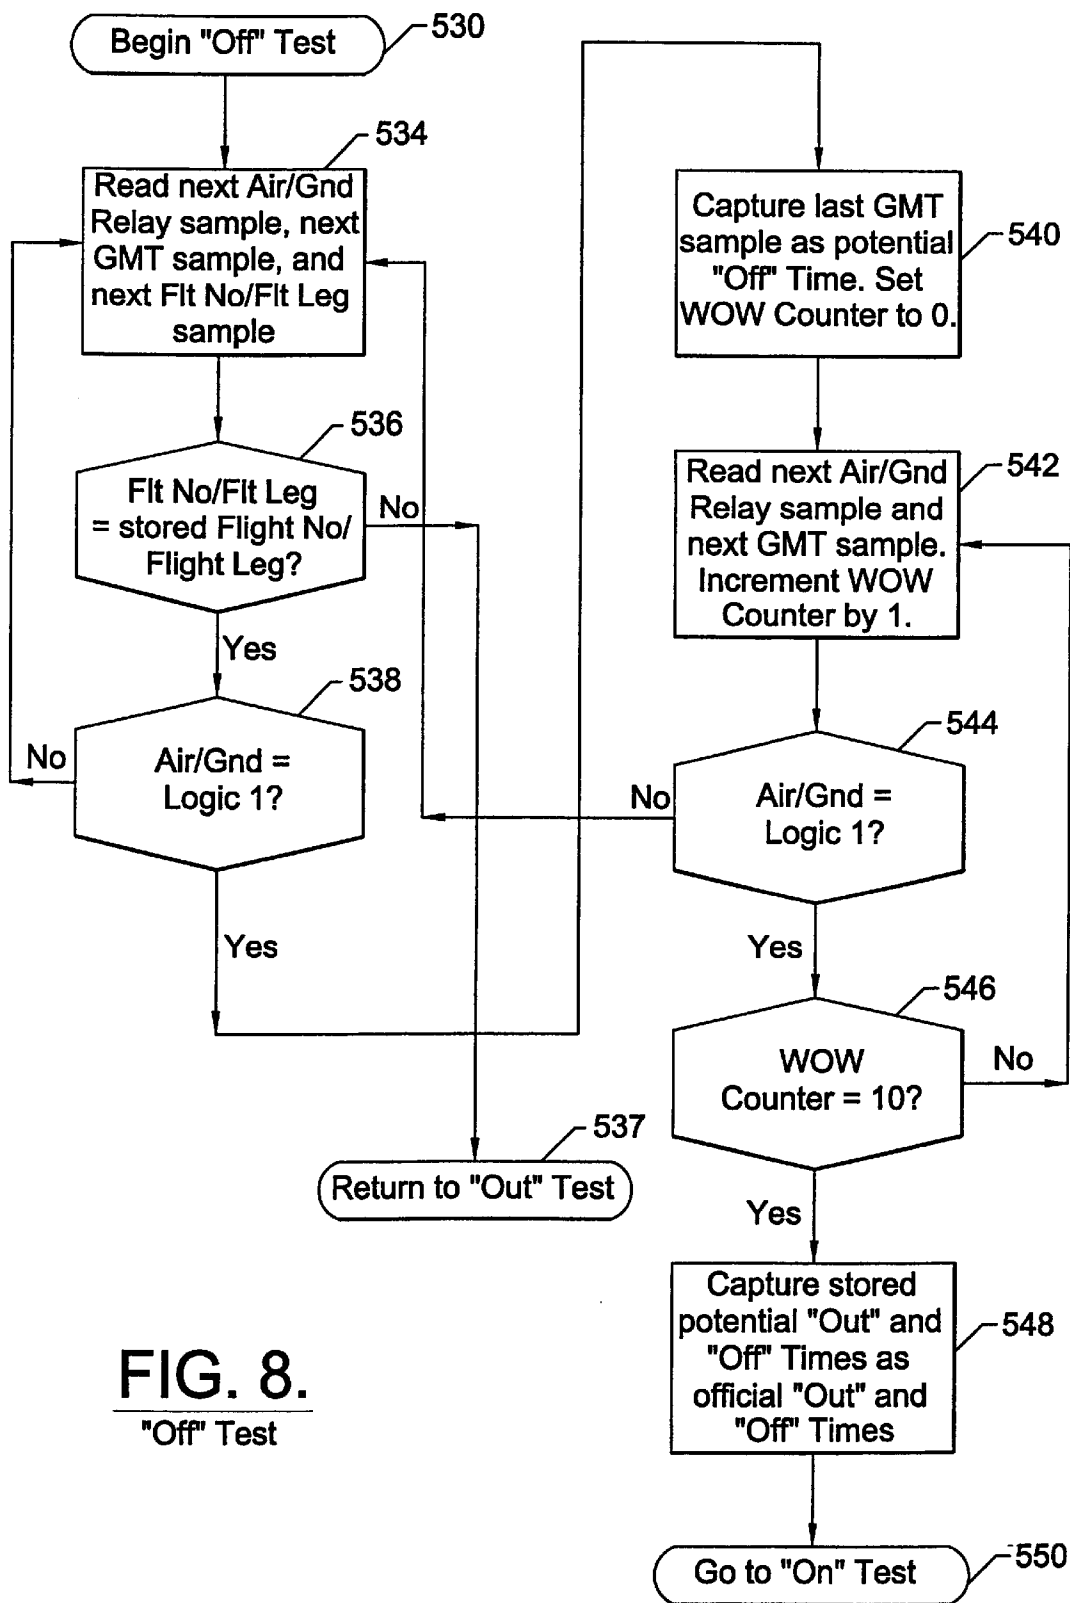 Begin "Off" Test
530
534
Read next Air/Gnd
Relay sample, next
GMT sample, and
next Flt No/Flt Leg
sample
536
Flt No/Flt Leg
= stored Flight No/
Flight Leg?
No
Yes
538
Air/Gnd =
Logic 1?
No
Yes
537
Return to "Out" Test
Capture last GMT
sample as potential
"Off" Time. Set
WOW Counter to 0.
540
542
Read next Air/Gnd
Relay sample and
next GMT sample.
Increment WOW
Counter by 1.
544
Air/Gnd =
Logic 1?
No
Yes
546
WOW
Counter = 10?
No
Yes
Capture stored
potential "Out" and
"Off" Times as
official "Out" and
"Off" Times
548
Go to "On" Test
550
FIG. 8.
"Off" Test